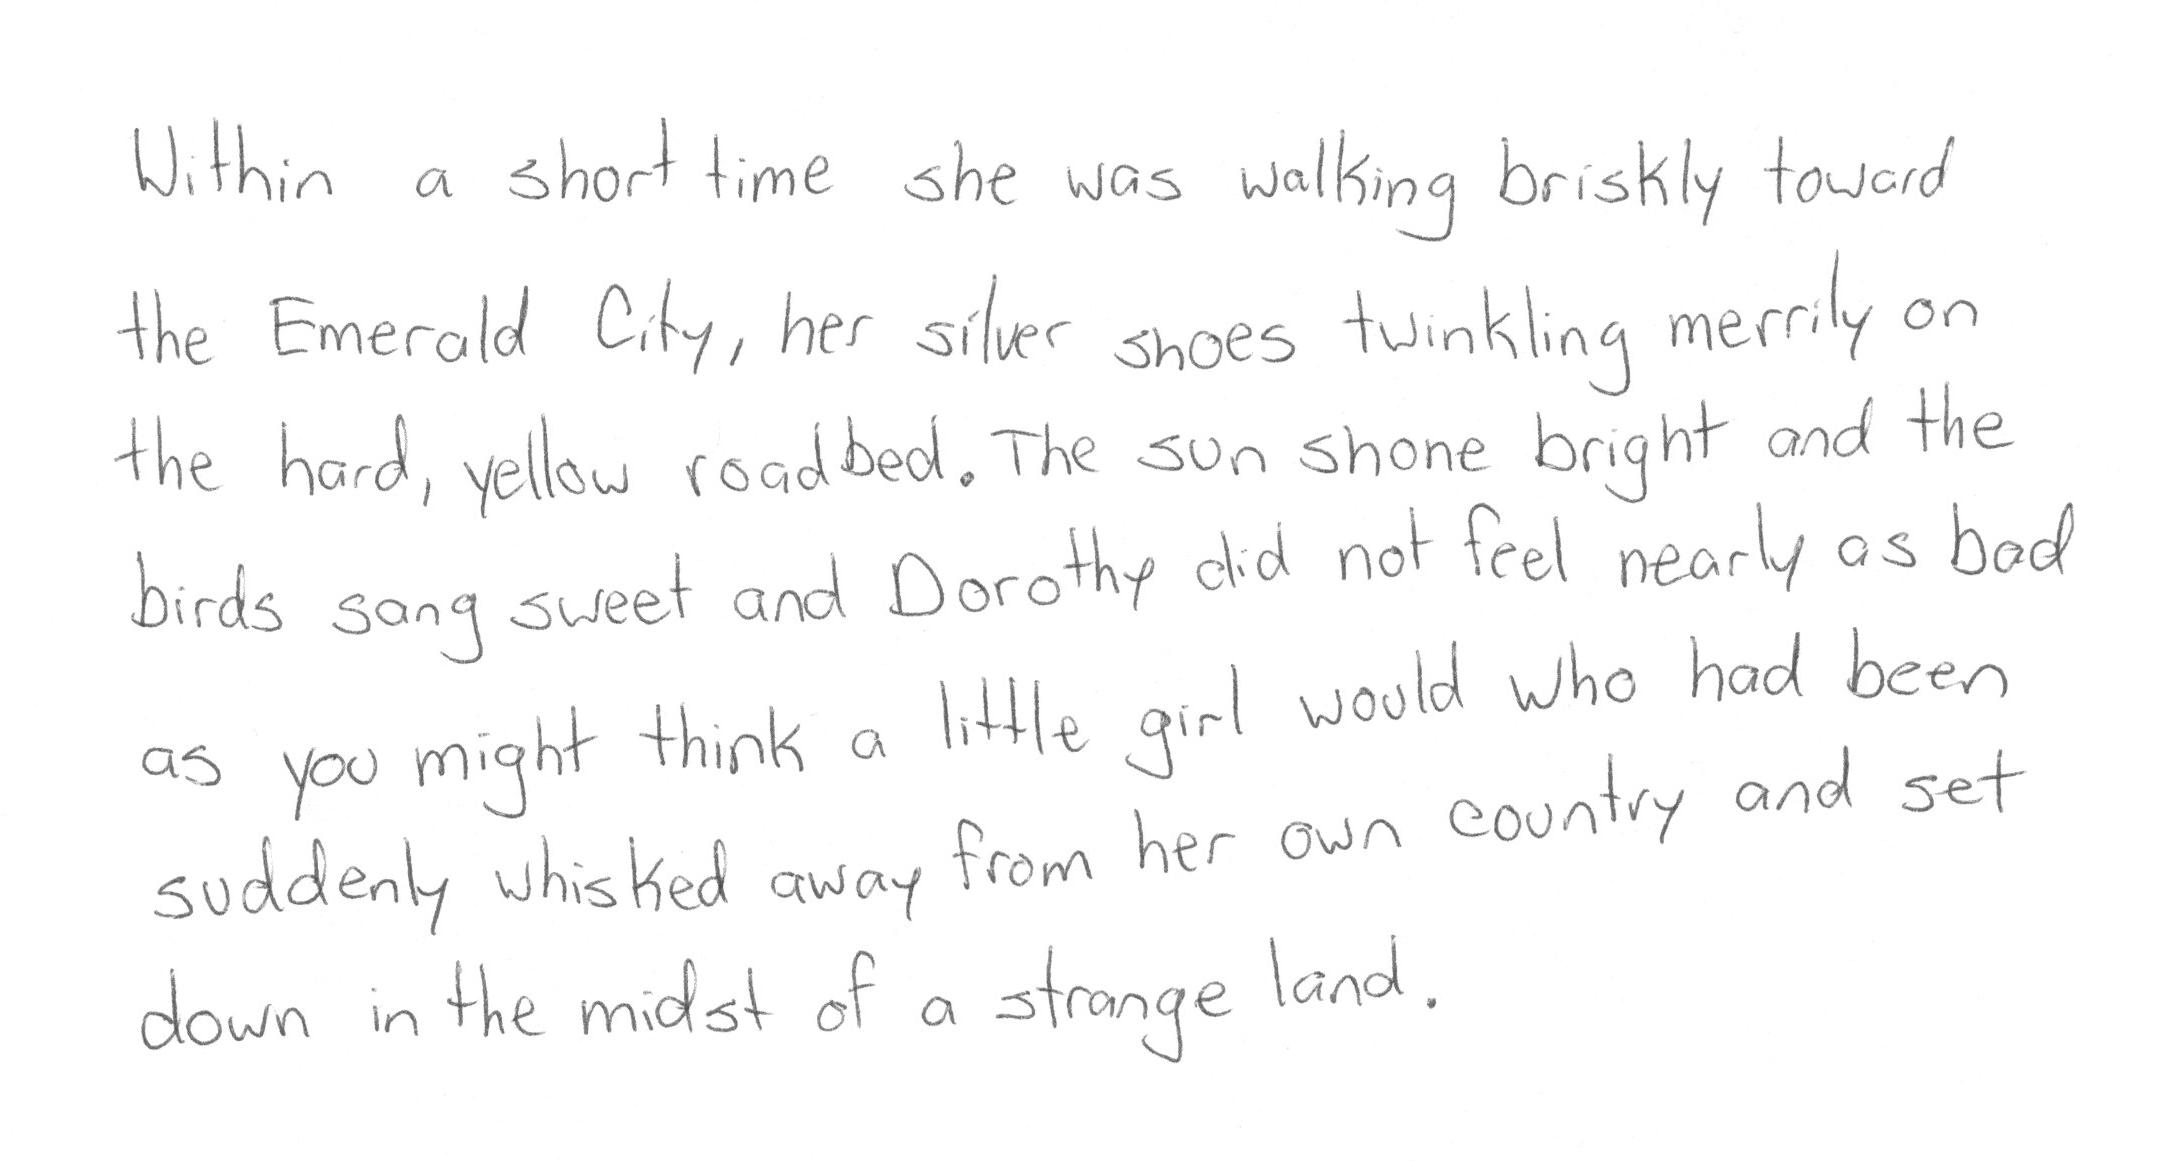 Within a short time she was walking briskly toward
the Emerald City, her silver shoes twinkling merrily on
the hard, yellow roadbed. The sun shone bright and the
birds sang sweet and Dorothy did not feel nearly as bad
as you might think a little girl would who had been
suddenly whisked away from her own country and set
down in the midst of a strange land.